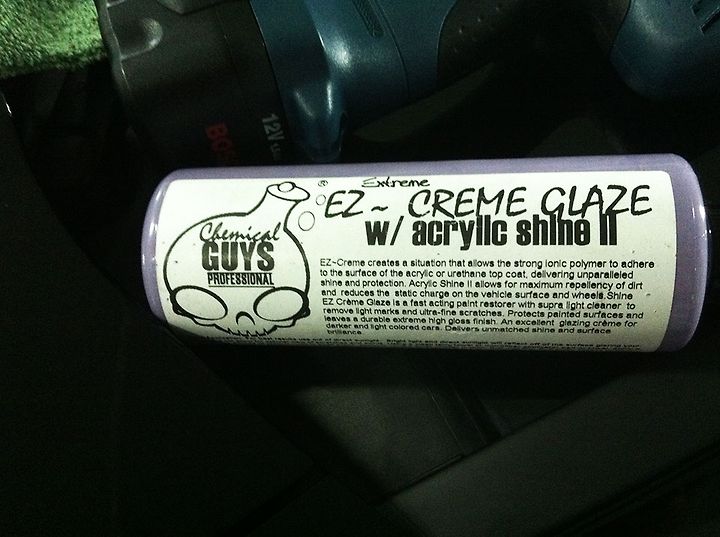 BOS
12V
Chemical
GUYS
PROFESSIONAL
®
Extreme
EZ~ CREME GLAZE
w/ acrylic shine II
EZ~Creme creates a situation that allows the strong ionic polymer to adhere
to the surface of the acrylic or urethane top coat, delivering unparalleled
shine and protection. Acrylic Shine II allows for maximum repellency of dirt
and reduces the static charge on the vehicle surface and wheels.Shine
EZ Crème Glaze is a fast acting paint restorer with supra light cleaner to
remove light marks and ultra-fine scratches. Protects painted surfaces and
leaves a durable extreme high gloss finish. An excellent glazing crème for
darker and light colored cars. Delivers unmatched shine and surface
brilliance.